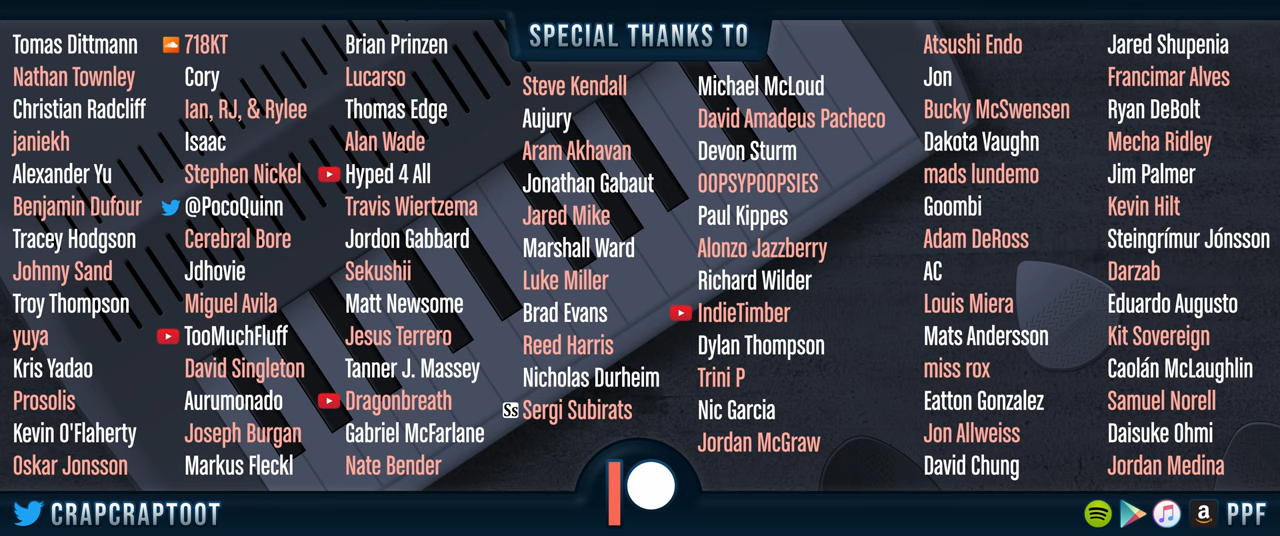 SPECIAL THANKS TO
Tomas Dittmann
Nathan Townley
Christian Radcliff
janiekh
Alexander Yu
Benjamin Dufour
Tracey Hodgson
Johnny Sand
Troy Thompson
yuya
Kris Yadao
Prosolis
Kevin O'Flaherty
Oskar Jonsson
718KT
Cory
Ian, RJ, & Rylee
Isaac
Stephen Nickel
@PocoQuinn
Cerebral Bore
Jdhovie
Miguel Avila
TooMuchFluff
David Singleton
Aurumonado
Joseph Burgan
Markus Fleckl
Brian Prinzen
Lucarso
Thomas Edge
Alan Wade
Hyped 4 All
Travis Wiertzema
Jordon Gabbard
Sekushii
Matt Newsome
Jesus Terrero
Tanner J. Massey
Dragonbreath
Gabriel McFarlane
Nate Bender
Steve Kendall
Aujury
Aram Akhavan
Jonathan Gabaut
Jared Mike
Marshall Ward
Luke Miller
Brad Evans
Reed Harris
Nicholas Durheim
Ss Sergi Subirats
Michael McLoud
David Amadeus Pacheco
Devon Sturm
OOPSYPOOPSIES
Paul Kippes
Alonzo Jazzberry
Richard Wilder
IndieTimber
Dylan Thompson
Trini P
Nic Garcia
Jordan McGraw
Atsushi Endo
Jon
Bucky McSwensen
Dakota Vaughn
mads lundemo
Goombi
Adam DeRoss
AC
Louis Miera
Mats Andersson
miss rox
Eatton Gonzalez
Jon Allweiss
David Chung
Jared Shupenia
Francimar Alves
Ryan DeBolt
Mecha Ridley
Jim Palmer
Kevin Hilt
Steingrímur Jónsson
Darzab
Eduardo Augusto
Kit Sovereign
Caolán McLaughlin
Samuel Norell
Daisuke Ohmi
Jordan Medina
CRAPCRAPTOOT
a PPF